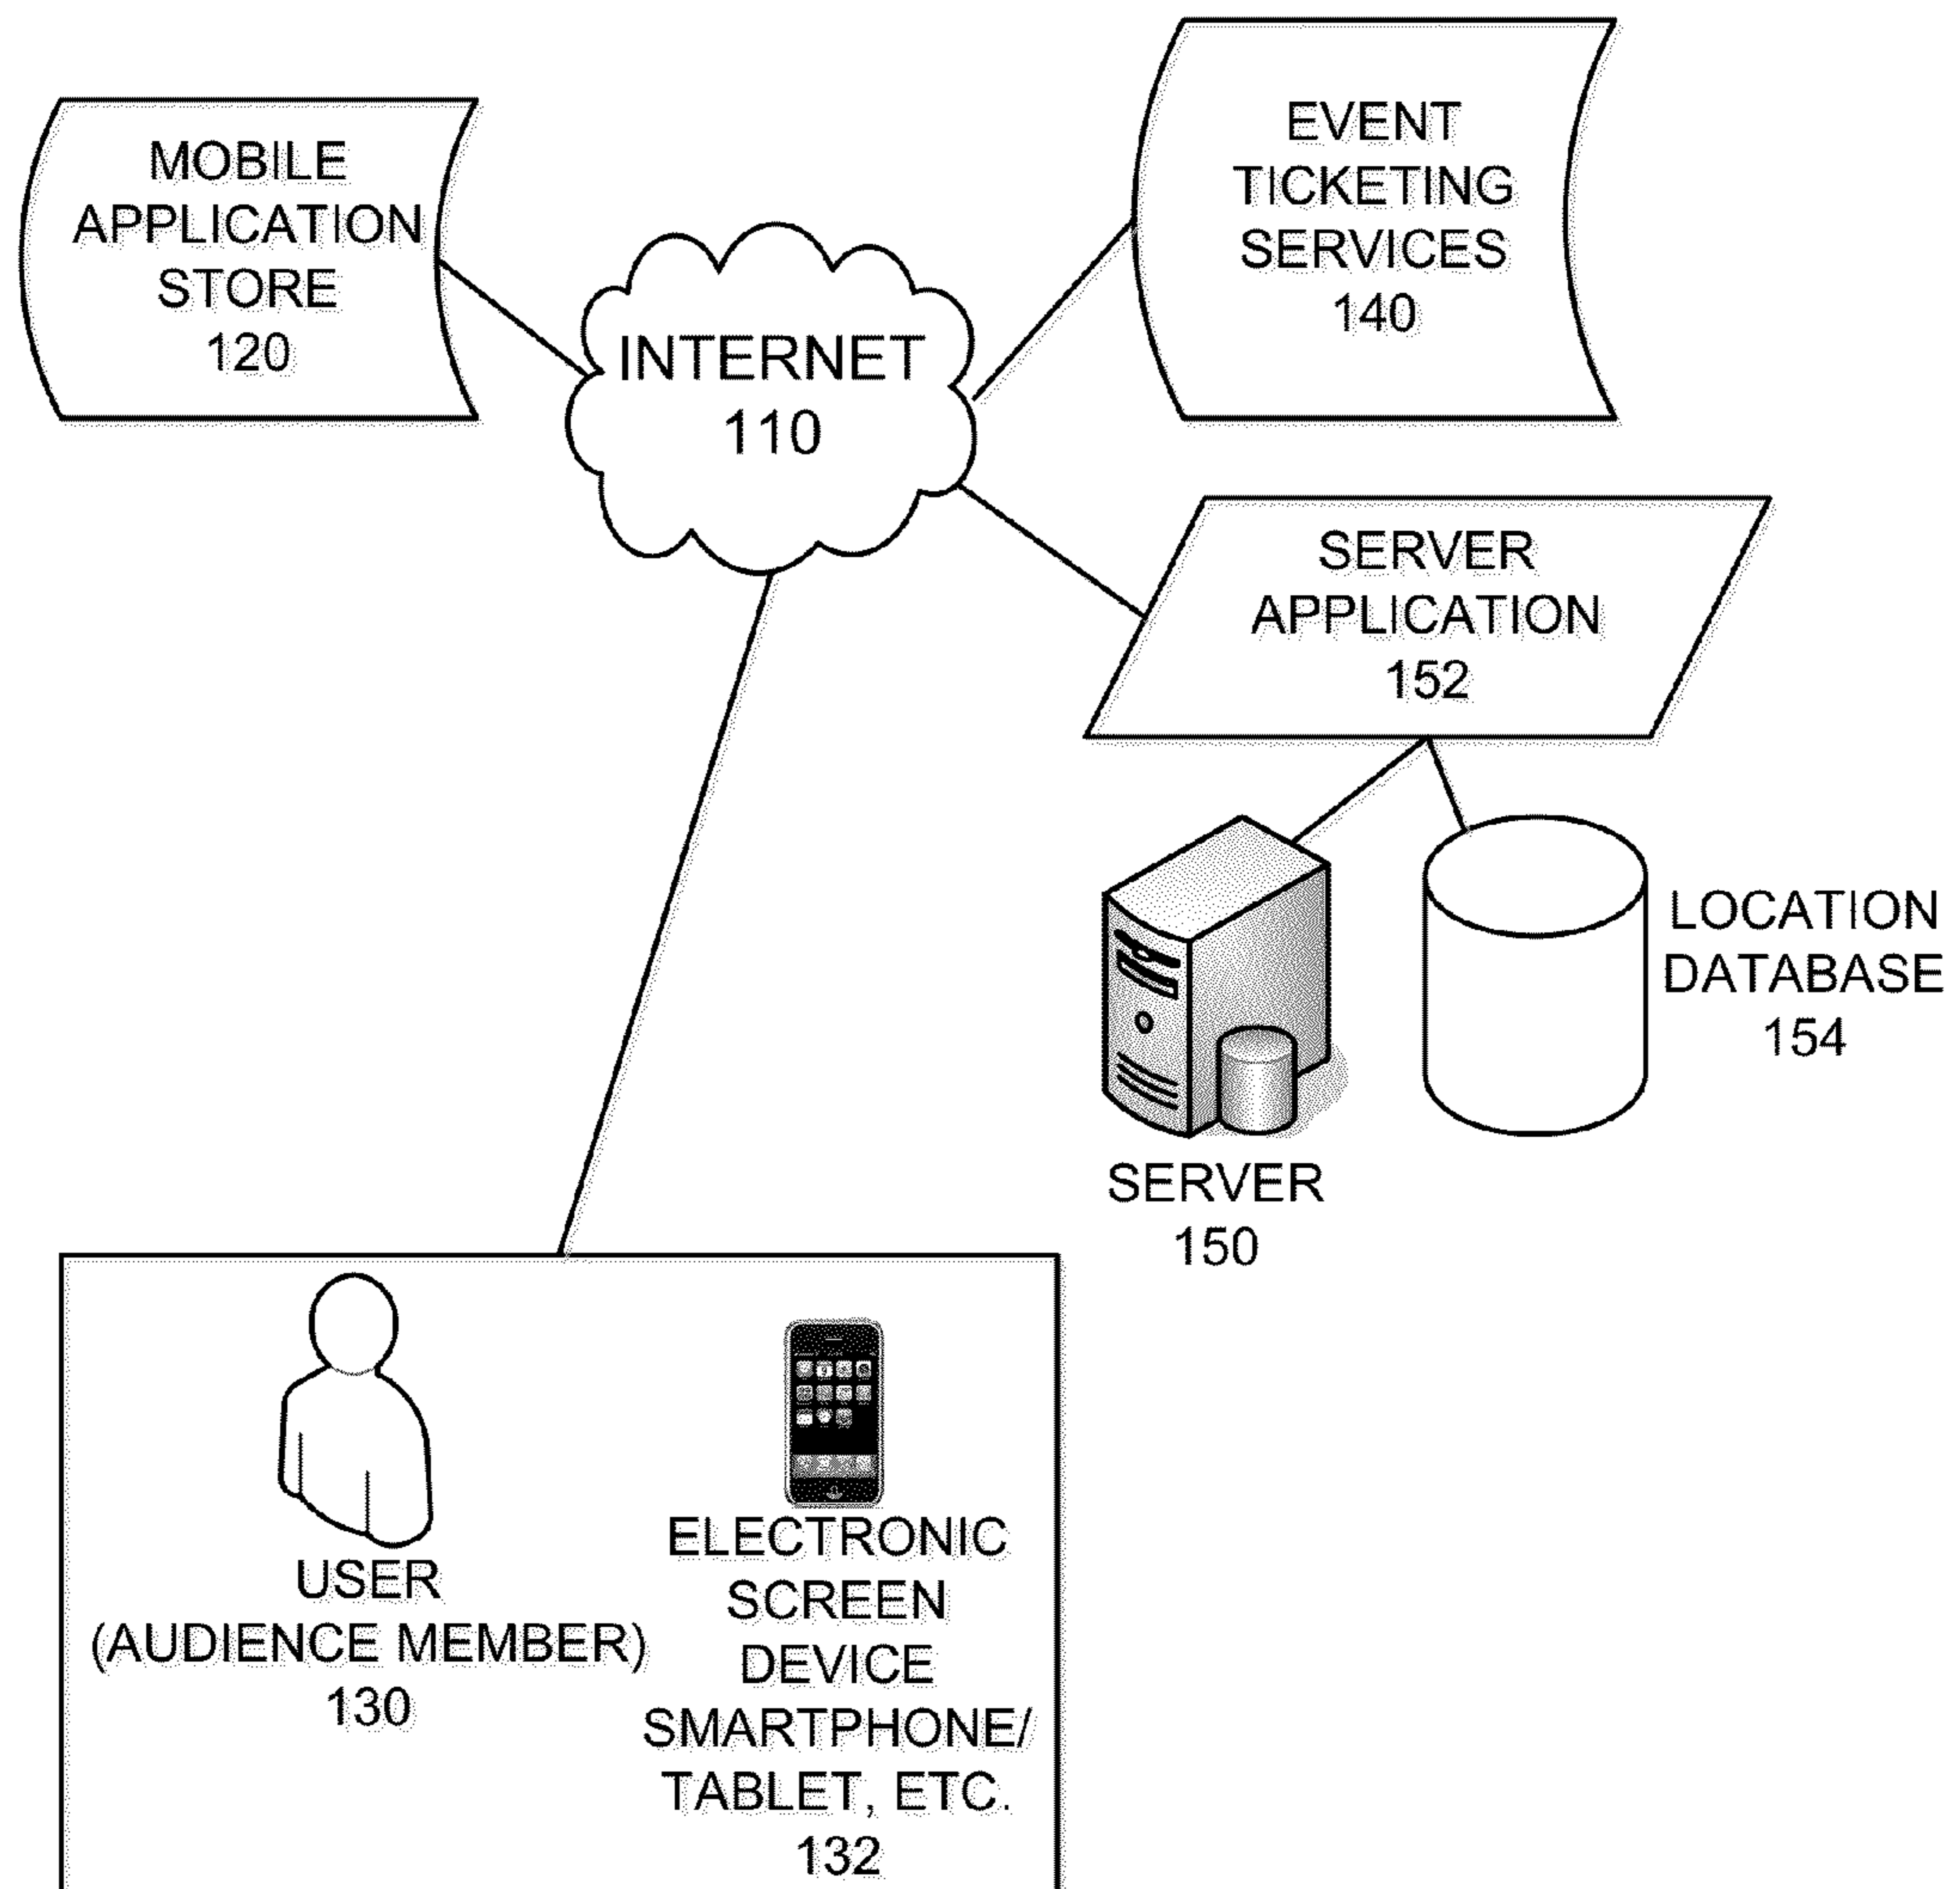 MOBILE
APPLICATION
STORE
120
INTERNET
110
EVENT
TICKETING
SERVICES
140
SERVER
APPLICATION
152
SERVER
150
LOCATION
DATABASE
154
USER
(AUDIENCE MEMBER)
130
ELECTRONIC
SCREEN
DEVICE
SMARTPHONE/
TABLET, ETC.
132